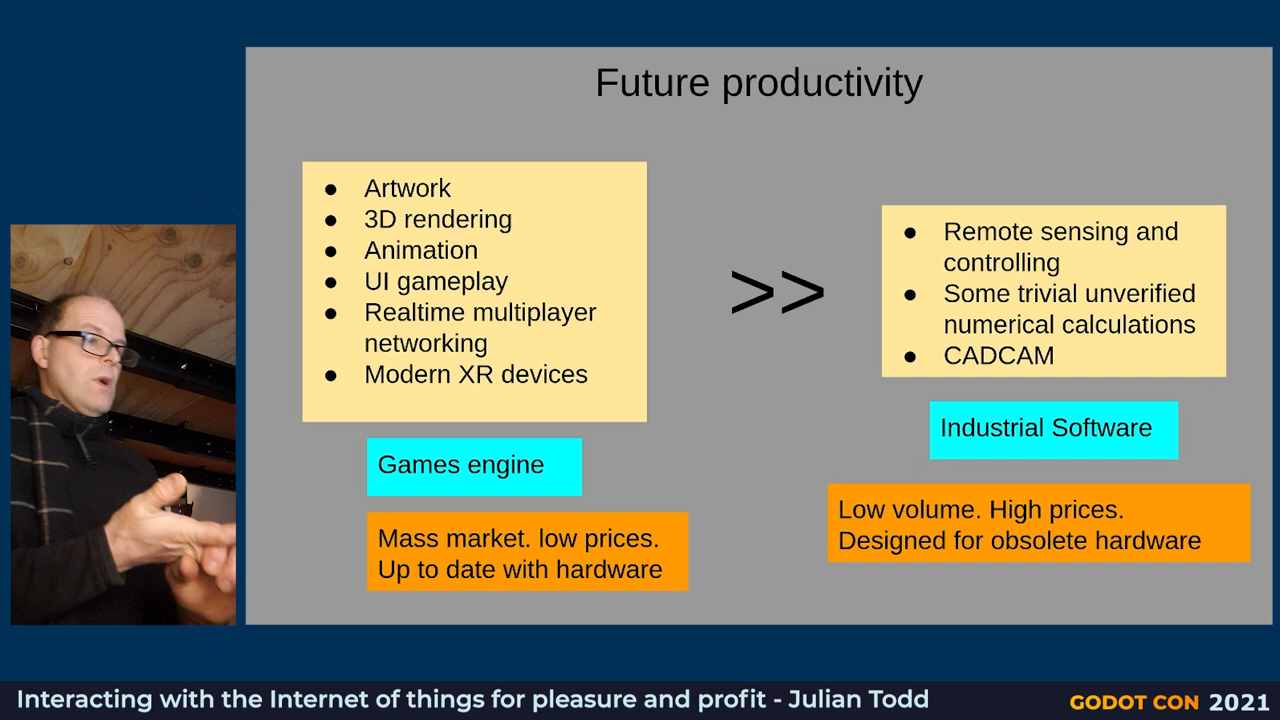 Future productivity
● Artwork
● 3D rendering
● Animation
● UI gameplay
● Realtime multiplayer
networking
● Modern XR devices
Games engine
Mass market. low prices.
Up to date with hardware
>>
● Remote sensing and
controlling
● Some trivial unverified
numerical calculations
● CADCAM
Industrial Software
Low volume. High prices.
Designed for obsolete hardware
Interacting with the Internet of things for pleasure and profit - Julian Todd
GODOT CON 2021